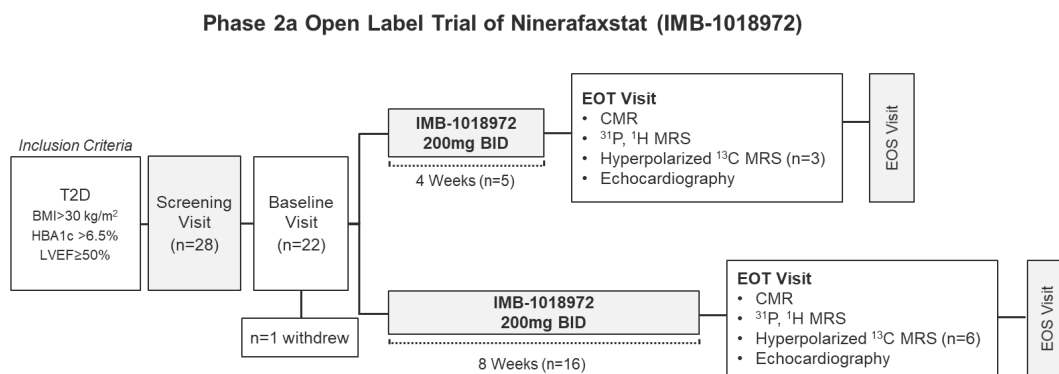 Phase 2a Open Label Trial of Ninerafaxstat (IMB-1018972)
Inclusion Criteria
T2D
BMI>30 kg/m²
HBA1c >6.5%
LVEF≥50%
Screening
Visit
(n=28)
Baseline
Visit
(n=22)
n=1 withdrew
IMB-1018972
200mg BID
4 Weeks (n=5)
EOT Visit
• CMR
• ³¹P, ¹H MRS
• Hyperpolarized ¹³C MRS (n=3)
• Echocardiography
EOS Visit
IMB-1018972
200mg BID
8 Weeks (n=16)
EOT Visit
• CMR
• ³¹P, ¹H MRS
• Hyperpolarized ¹³C MRS (n=6)
• Echocardiography
EOS Visit